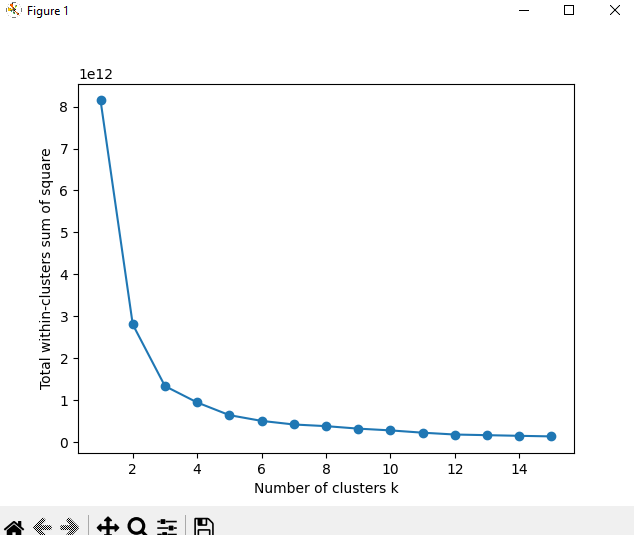 Figure 1
1e12
8
7
6
5
4
3
2
1
0
Total within-clusters sum of square
2 4 6 8 10 12 14
Number of clusters k